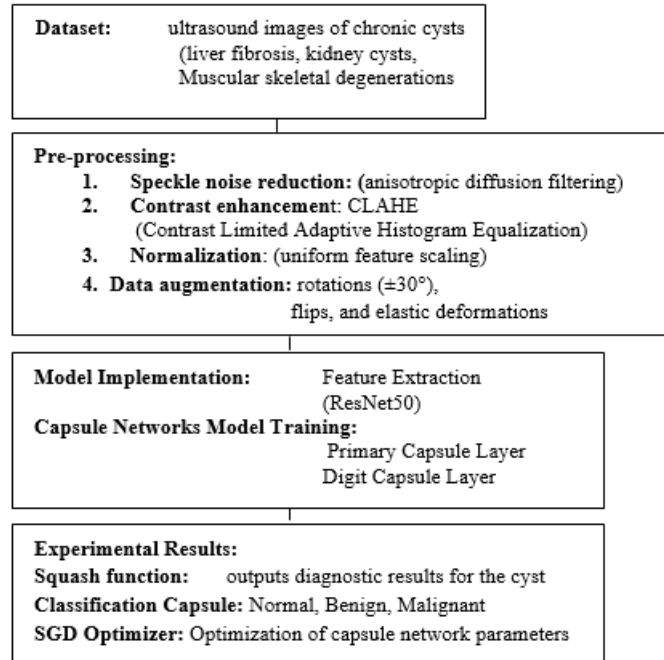 Dataset: ultrasound images of chronic cysts
(liver fibrosis, kidney cysts,
Muscular skeletal degenerations
Pre-processing:
1. Speckle noise reduction: (anisotropic diffusion filtering)
2. Contrast enhancement: CLAHE
(Contrast Limited Adaptive Histogram Equalization)
3. Normalization: (uniform feature scaling)
4. Data augmentation: rotations (±30°),
flips, and elastic deformations
Model Implementation: Feature Extraction
(ResNet50)
Capsule Networks Model Training:
Primary Capsule Layer
Digit Capsule Layer
Experimental Results:
Squash function: outputs diagnostic results for the cyst
Classification Capsule: Normal, Benign, Malignant
SGD Optimizer: Optimization of capsule network parameters